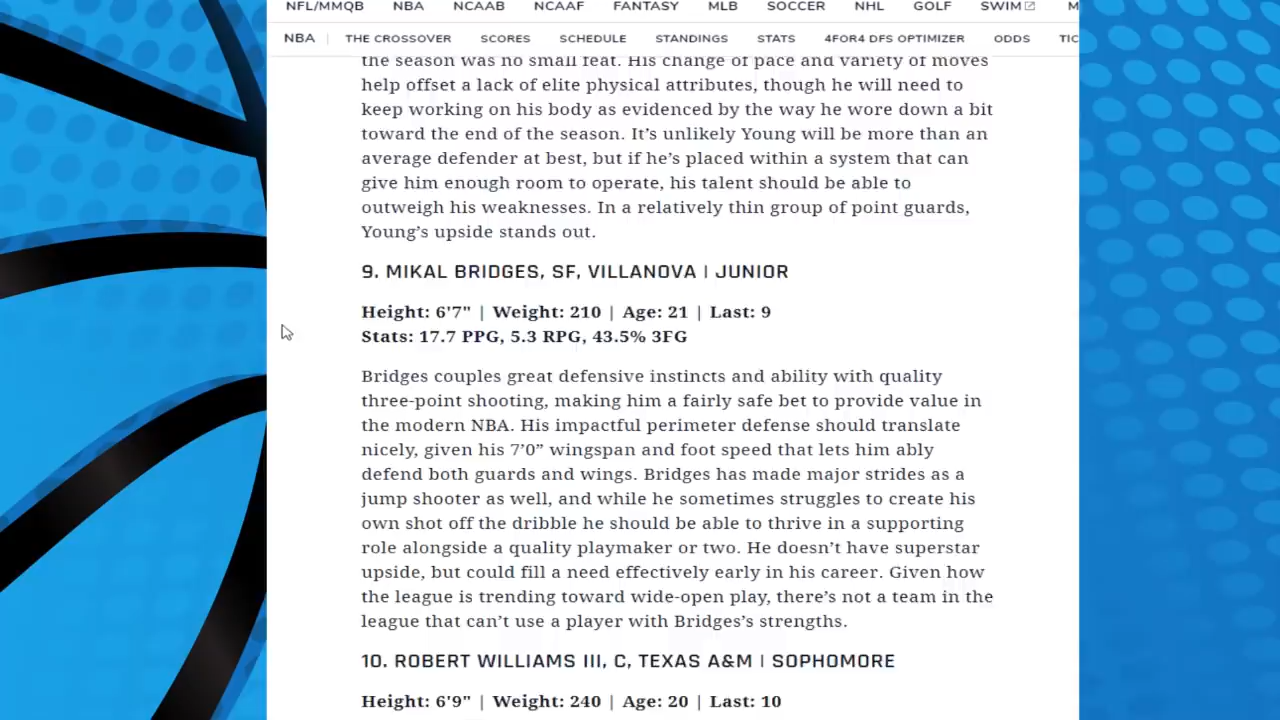 NFL/MMQB NBA NCAAB NCAAF FANTASY MLB SOCCER NHL GOLF SWIM M
NBA THE CROSSOVER SCORES SCHEDULE STANDINGS STATS 4FOR4 DFS OPTIMIZER ODDS TIC
the season was no small feat. His change of pace and variety of moves
help offset a lack of elite physical attributes, though he will need to
keep working on his body as evidenced by the way he wore down a bit
toward the end of the season. It’s unlikely Young will be more than an
average defender at best, but if he’s placed within a system that can
give him enough room to operate, his talent should be able to
outweigh his weaknesses. In a relatively thin group of point guards,
Young’s upside stands out.
9. MIKAL BRIDGES, SF, VILLANOVA | JUNIOR
Height: 6'7" | Weight: 210 | Age: 21 | Last: 9
Stats: 17.7 PPG, 5.3 RPG, 43.5% 3FG
Bridges couples great defensive instincts and ability with quality
three-point shooting, making him a fairly safe bet to provide value in
the modern NBA. His impactful perimeter defense should translate
nicely, given his 7’0” wingspan and foot speed that lets him ably
defend both guards and wings. Bridges has made major strides as a
jump shooter as well, and while he sometimes struggles to create his
own shot off the dribble he should be able to thrive in a supporting
role alongside a quality playmaker or two. He doesn’t have superstar
upside, but could fill a need effectively early in his career. Given how
the league is trending toward wide-open play, there’s not a team in the
league that can’t use a player with Bridges’s strengths.
10. ROBERT WILLIAMS III, C, TEXAS A&M | SOPHOMORE
Height: 6'9" | Weight: 240 | Age: 20 | Last: 10